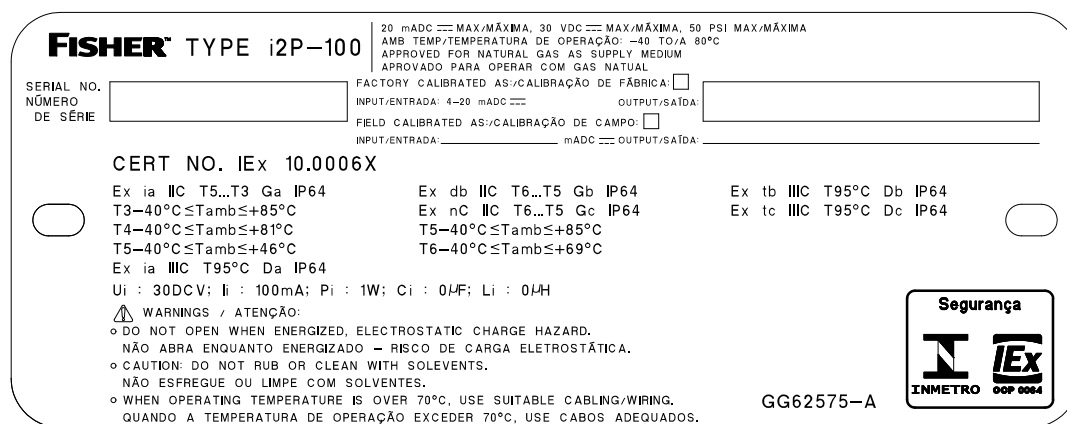 FISHER™ TYPE i2P-100
20 mADC ⎓ MAX/MÃXIMA, 30 VDC ⎓ MAX/MÃXIMA, 50 PSI MAX/MÃXIMA
AMB TEMP/TEMPERATURA DE OPERAÇÃO: -40 TO/A 80°C
APPROVED FOR NATURAL GAS AS SUPPLY MEDIUM
APROVADO PARA OPERAR COM GAS NATUAL
SERIAL NO.
NÚMERO
DE SÉRIE
FACTORY CALIBRATED AS:/CALIBRAÇÃO DE FÃBRICA:
INPUT/ENTRADA: 4-20 mADC ⎓ OUTPUT/SAÍDA:
FIELD CALIBRATED AS:/CALIBRAÇÃO DE CAMPO:
INPUT/ENTRADA: mADC ⎓ OUTPUT/SAÍDA:
CERT NO. IEx 10.0006X
Ex ia IIC T5...T3 Ga IP64
T3-40°C≤Tamb≤+85°C
T4-40°C≤Tamb≤+81°C
T5-40°C≤Tamb≤+46°C
Ex ia IIIC T95°C Da IP64
Ex db IIC T6...T5 Gb IP64
Ex nC IIC T6...T5 Gc IP64
T5-40°C≤Tamb≤+85°C
T6-40°C≤Tamb≤+69°C
Ex tb IIIC T95°C Db IP64
Ex tc IIIC T95°C Dc IP64
Ui : 30DCV; Ii : 100mA; Pi : 1W; Ci : 0µF; Li : 0µH
WARNINGS / ATENÇÃO:
o DO NOT OPEN WHEN ENERGIZED, ELECTROSTATIC CHARGE HAZARD.
NÃO ABRA ENQUANTO ENERGIZADO - RISCO DE CARGA ELETROSTÁTICA.
o CAUTION: DO NOT RUB OR CLEAN WITH SOLEVENTS.
NÃO ESFREGUE OU LIMPE COM SOLVENTES.
o WHEN OPERATING TEMPERATURE IS OVER 70°C, USE SUITABLE CABLING/WIRING.
QUANDO A TEMPERATURA DE OPERAÇÃO EXCEDER 70°C, USE CABOS ADEQUADOS.
GG62575-A
Segurança
INMETRO
IEx
OCP 0064